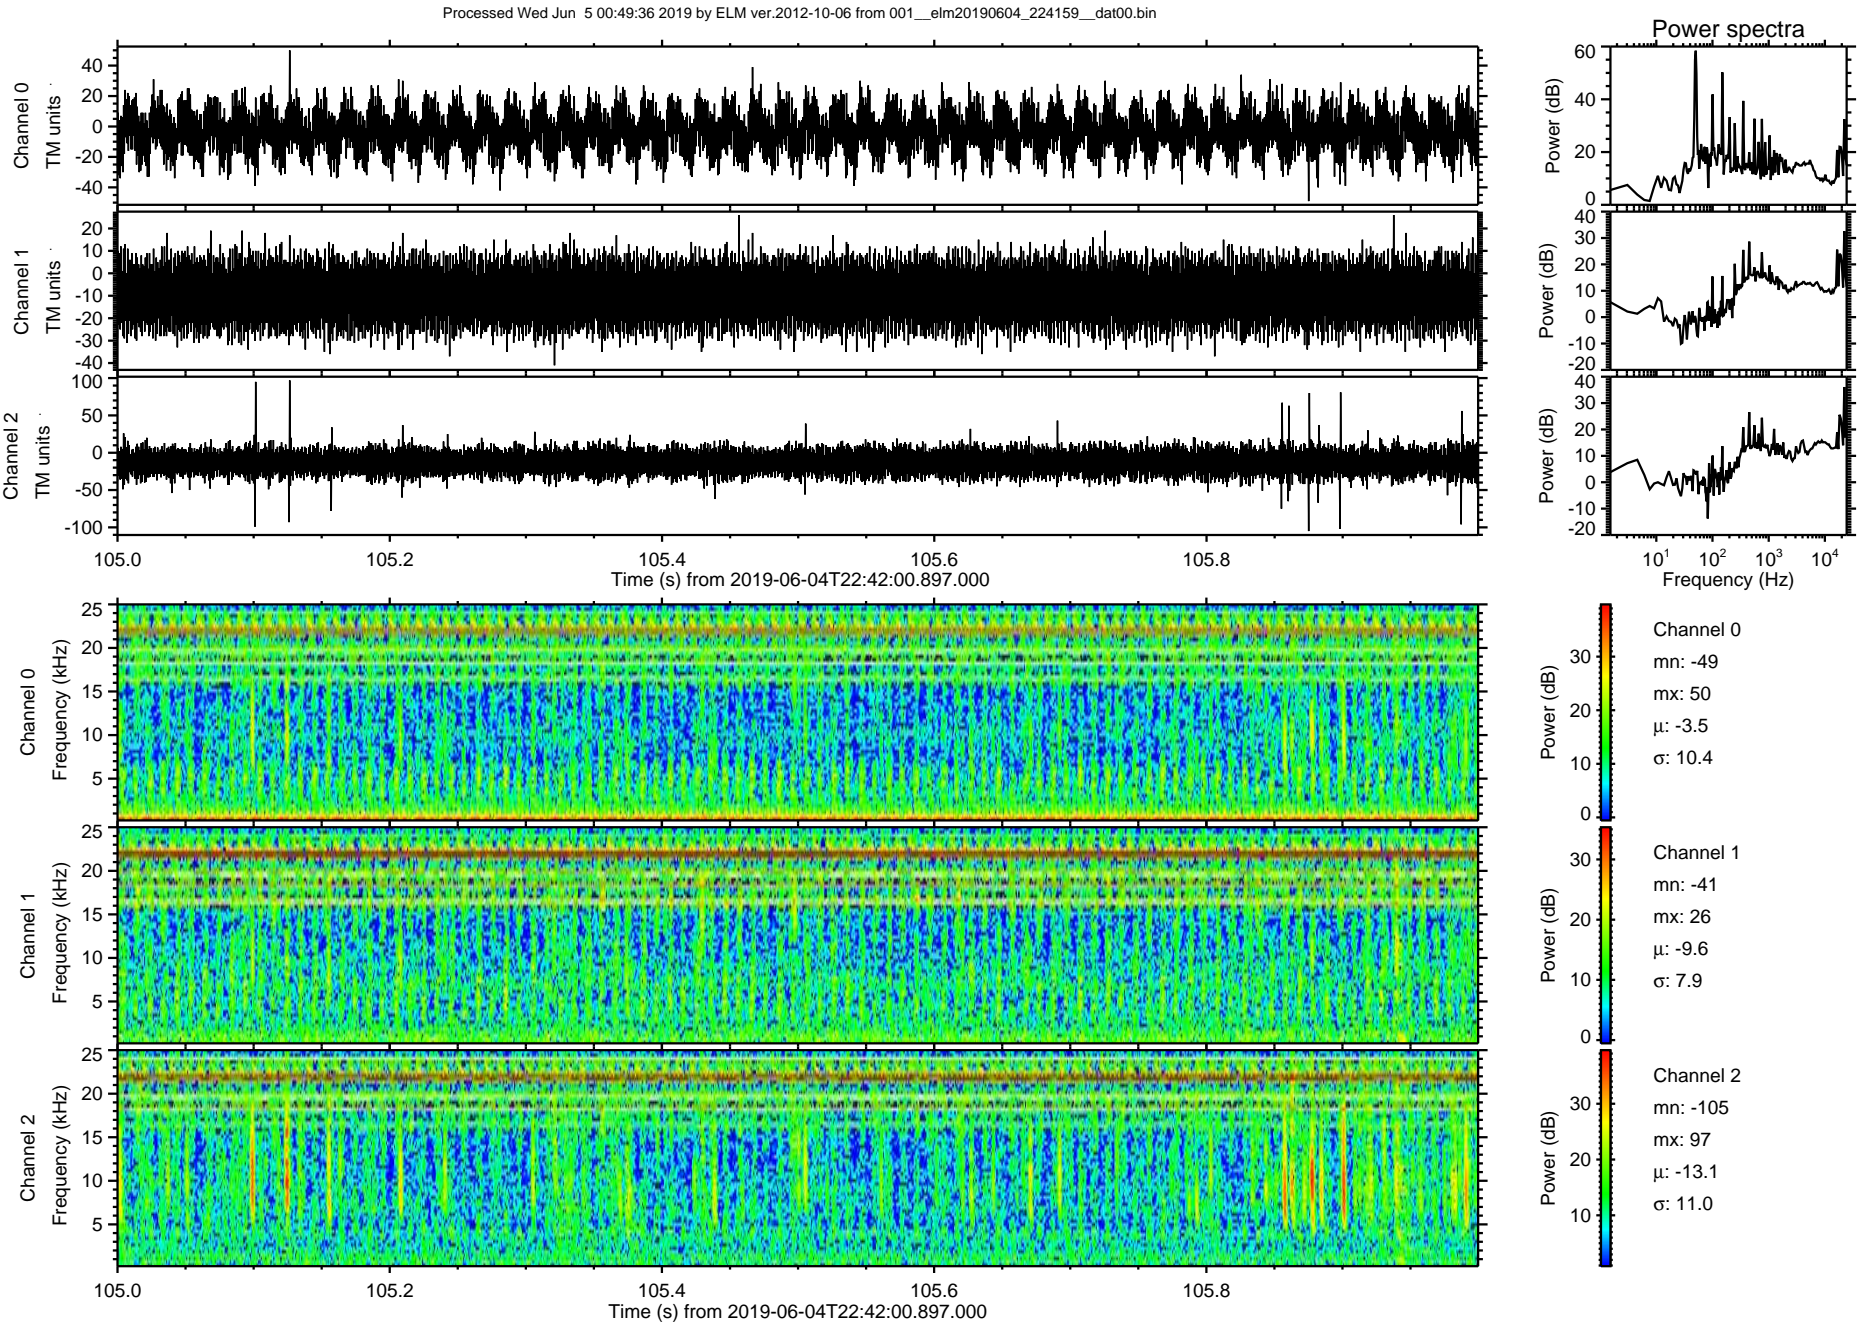 Processed Wed Jun  5 00:49:36 2019 by ELM ver.2012-10-06 from 001__elm20190604_224159__dat00.bin
Power spectra
Channel 0
TM units
40
20
0
-20
-40
Power (dB)
60
40
20
0
Channel 1
TM units
20
10
0
-10
-20
-30
-40
Power (dB)
40
30
20
10
0
-10
-20
Channel 2
TM units
100
50
0
-50
-100
Power (dB)
40
30
20
10
0
-10
-20
105.0 105.2 105.4 105.6 105.8
Time (s) from 2019-06-04T22:42:00.897.000
10^1 10^2 10^3 10^4
Frequency (Hz)
Channel 0
Frequency (kHz)
25
20
15
10
5
Power (dB)
30
20
10
0
Channel 0
mn: -49
mx: 50
μ: -3.5
σ: 10.4
Channel 1
Frequency (kHz)
25
20
15
10
5
Power (dB)
30
20
10
0
Channel 1
mn: -41
mx: 26
μ: -9.6
σ: 7.9
Channel 2
Frequency (kHz)
25
20
15
10
5
Power (dB)
30
20
10
Channel 2
mn: -105
mx: 97
μ: -13.1
σ: 11.0
105.0 105.2 105.4 105.6 105.8
Time (s) from 2019-06-04T22:42:00.897.000